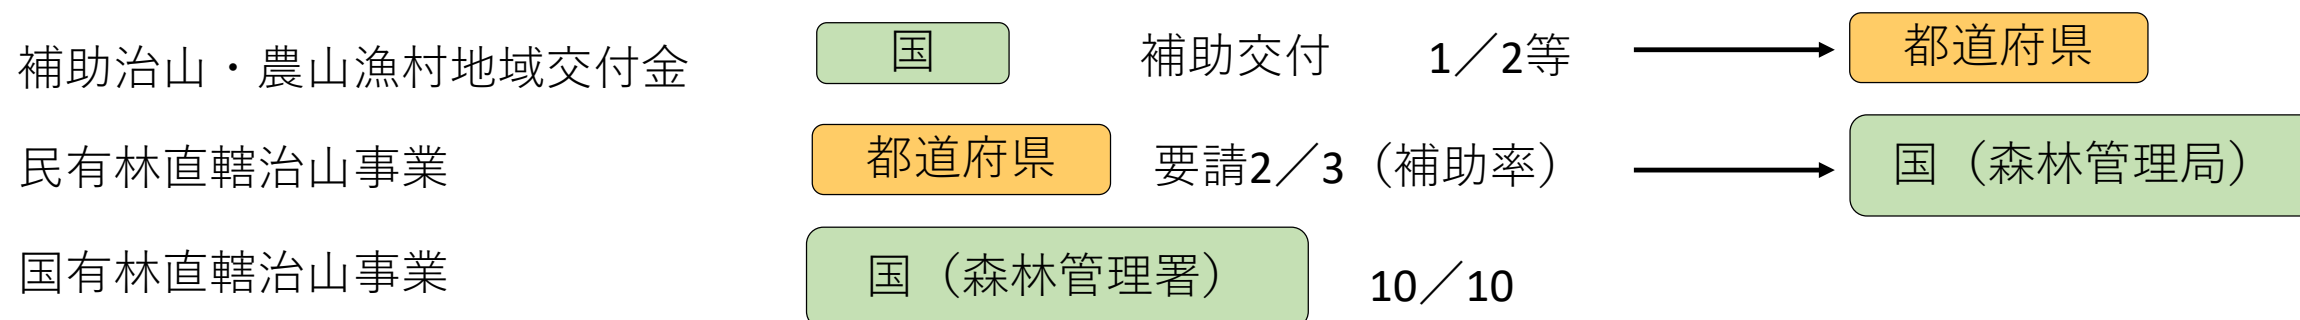 補助治山・農山漁村地域交付金 国 補助交付 1／2等 都道府県
民有林直轄治山事業 都道府県 要請2／3（補助率） 国（森林管理局）
国有林直轄治山事業 国（森林管理署） 10／10